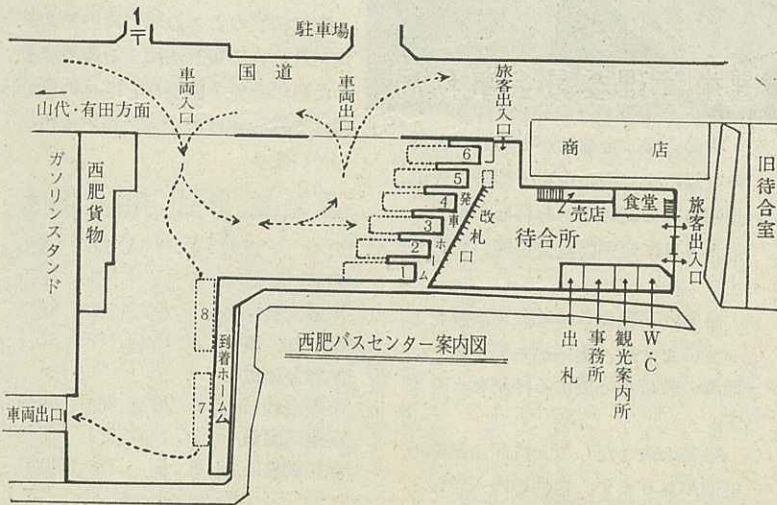 1
〒
駐車場
国道
車両入口
車両出口
旅客出入口
山代・有田方面
ガソリンスタンド
西肥貨物
商店
旧待合室
6
5
4
3
2
1
発車ホーム
改札口
売店
食堂
待合所
旅客出入口
8
7
到着ホーム
西肥バスセンター案内図
出札
事務所
観光案内所
W・C
車両出口